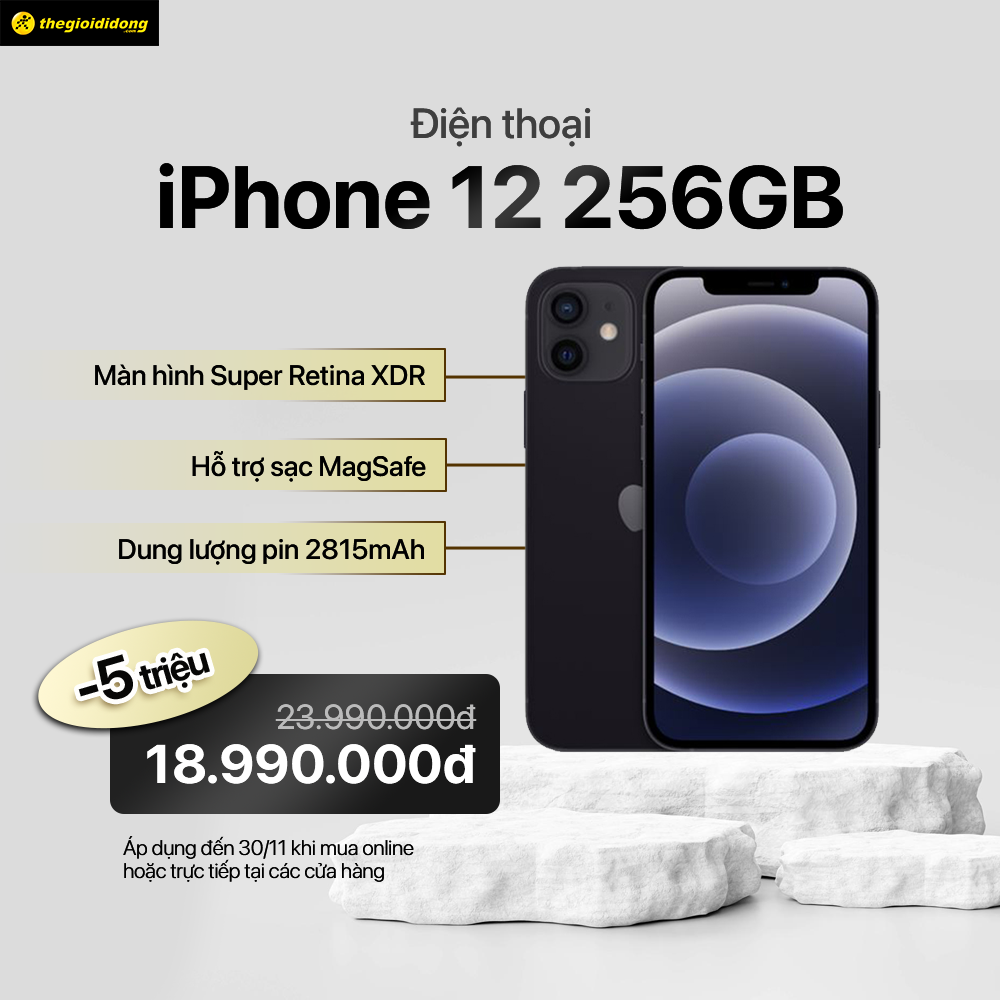 thegioididong
.com
Điện thoại
iPhone 12 256GB
Màn hình Super Retina XDR
Hỗ trợ sạc MagSafe
Dung lượng pin 2815mAh
-5 triệu
23.990.000đ
18.990.000đ
Áp dụng đến 30/11 khi mua online
hoặc trực tiếp tại các cửa hàng